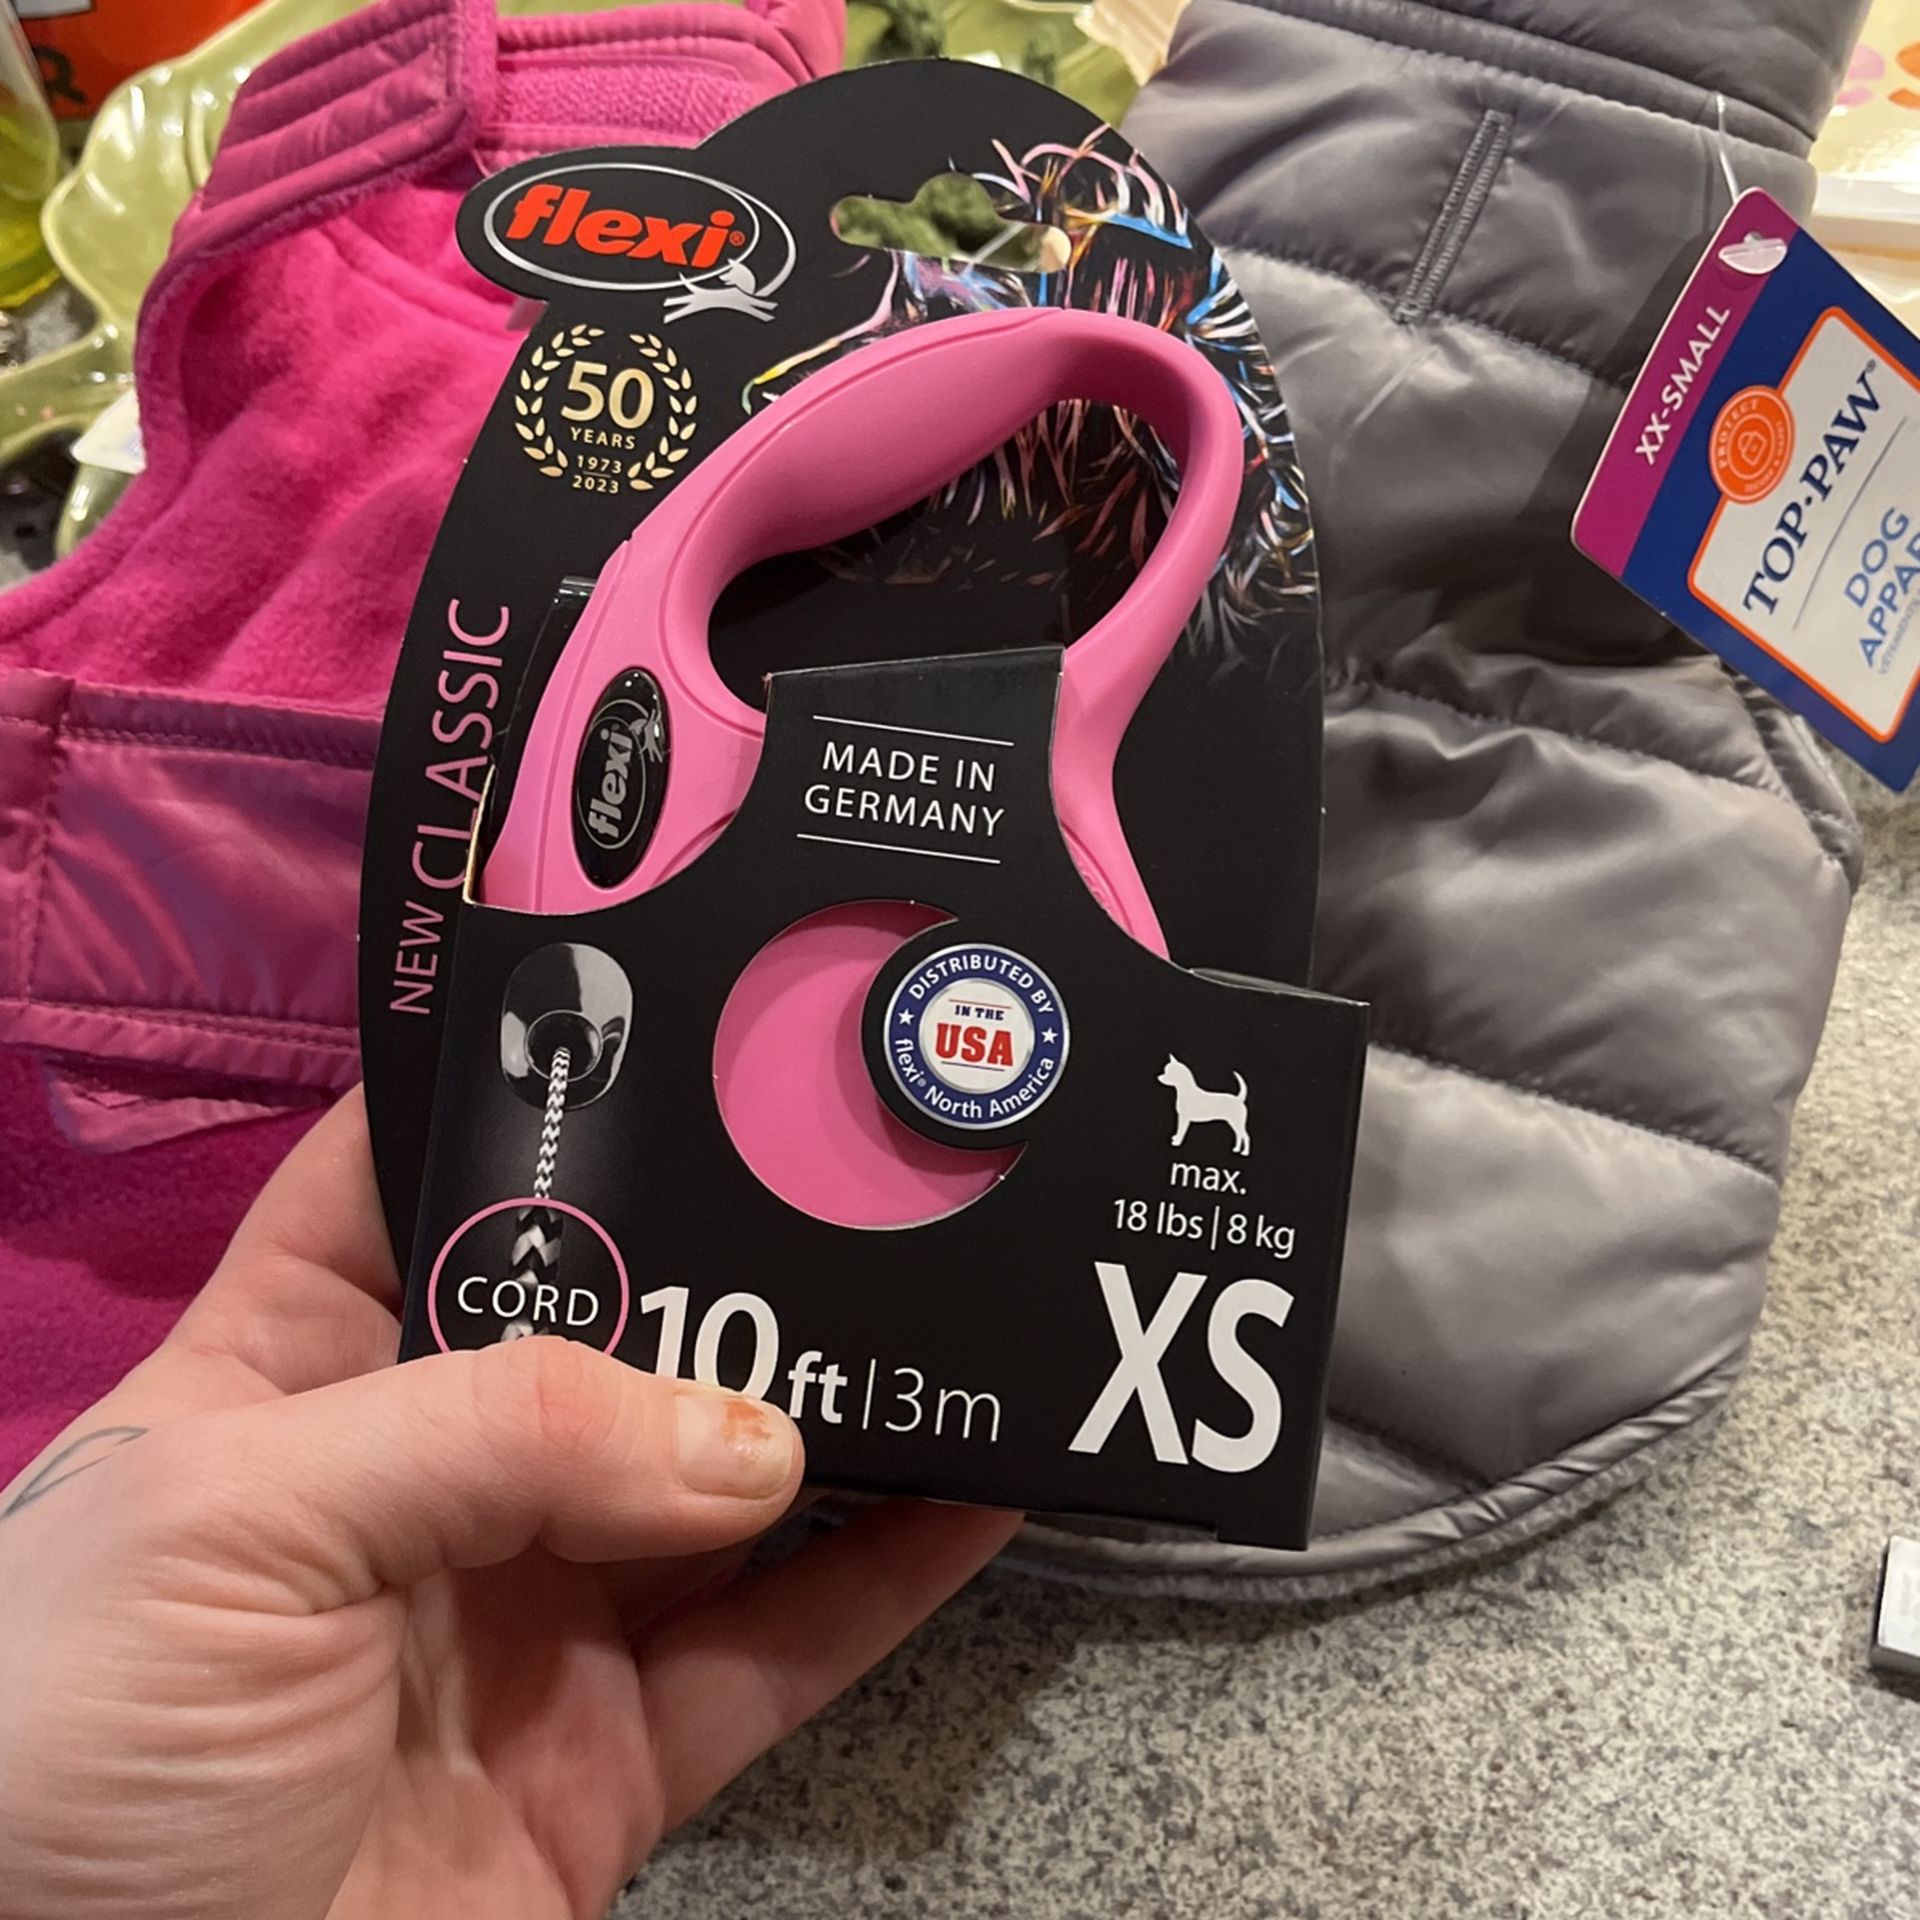 flexi®
50
YEARS
1973
2023
NEW CLASSIC
flexi
MADE IN
GERMANY
DISTRIBUTED BY
IN THE
USA
flexi® North America
max.
18 lbs | 8 kg
CORD
10 ft | 3m
XS
XX-SMALL
PROJECT
TOP·PAW®
DOG